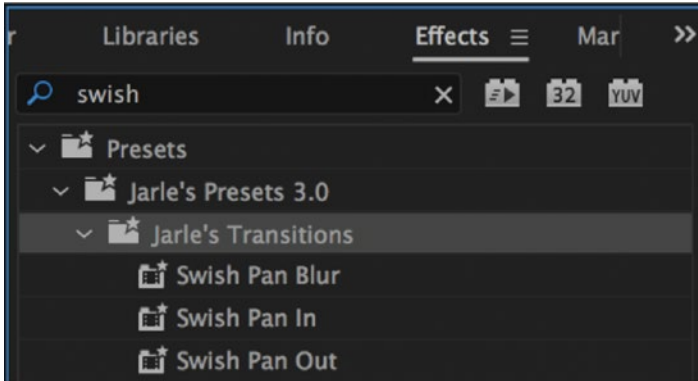 r Libraries Info Effects Mar
swish 32 YUV
Presets
Jarle's Presets 3.0
Jarle's Transitions
Swish Pan Blur
Swish Pan In
Swish Pan Out